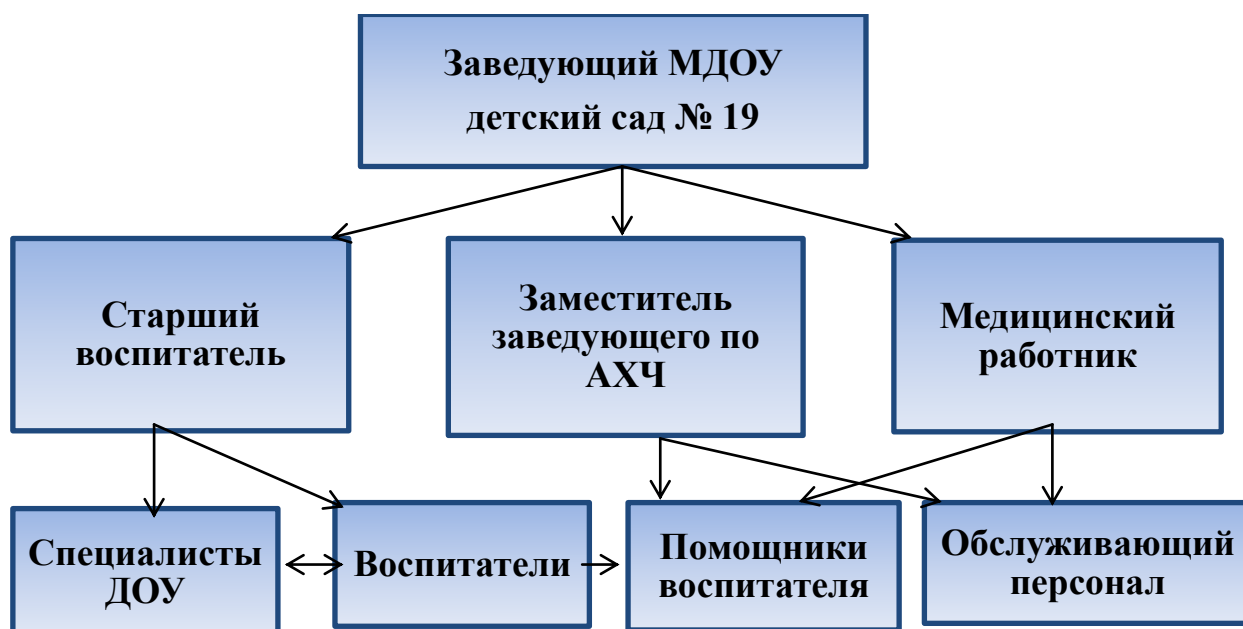 Заведующий МДОУ
детский сад № 19
Старший
воспитатель
Заместитель
заведующего по
АХЧ
Медицинский
работник
Специалисты
ДОУ
Воспитатели
Помощники
воспитателя
Обслуживающий
персонал